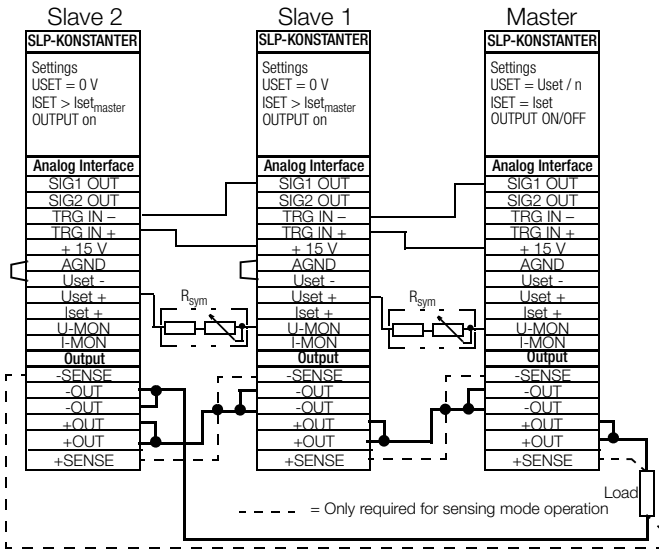 Slave 2
SLP-KONSTANTER
Settings
USET = 0 V
ISET > Iset master
OUTPUT on
Analog Interface
SIG1 OUT
SIG2 OUT
TRG IN –
TRG IN +
+ 15 V
AGND
Uset -
Uset +
Iset +
U-MON
I-MON
Output
-SENSE
-OUT
-OUT
+OUT
+OUT
+SENSE
Rsym
Slave 1
SLP-KONSTANTER
Settings
USET = 0 V
ISET > Iset master
OUTPUT on
Analog Interface
SIG1 OUT
SIG2 OUT
TRG IN –
TRG IN +
+ 15 V
AGND
Uset -
Uset +
Iset +
U-MON
I-MON
Output
-SENSE
-OUT
-OUT
+OUT
+OUT
+SENSE
Rsym
Master
SLP-KONSTANTER
Settings
USET = Uset / n
ISET = Iset
OUTPUT ON/OFF
Analog Interface
SIG1 OUT
SIG2 OUT
TRG IN –
TRG IN +
+ 15 V
AGND
Uset -
Uset +
Iset +
U-MON
I-MON
Output
-SENSE
-OUT
-OUT
+OUT
+OUT
+SENSE
Load
= Only required for sensing mode operation